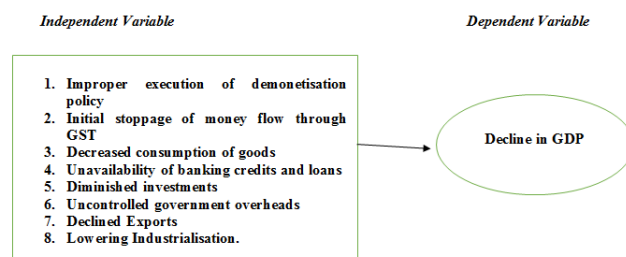 Independent Variable
Dependent Variable
1. Improper execution of demonetisation
policy
2. Initial stoppage of money flow through
GST
3. Decreased consumption of goods
4. Unavailability of banking credits and loans
5. Diminished investments
6. Uncontrolled government overheads
7. Declined Exports
8. Lowering Industrialisation.
Decline in GDP